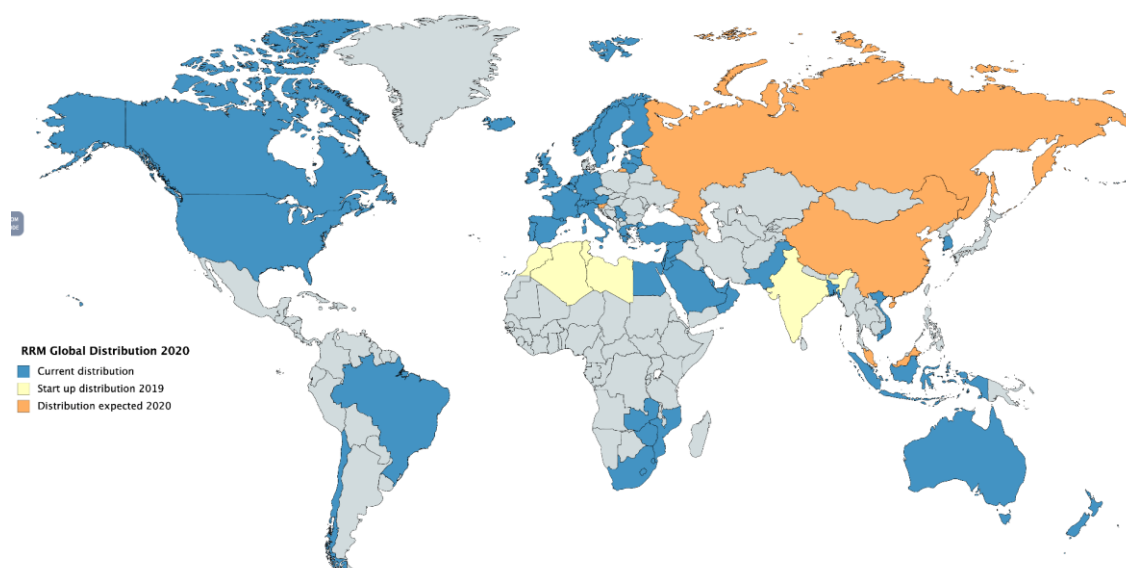 RRM Global Distribution 2020
Current distribution
Start up distribution 2019
Distribution expected 2020